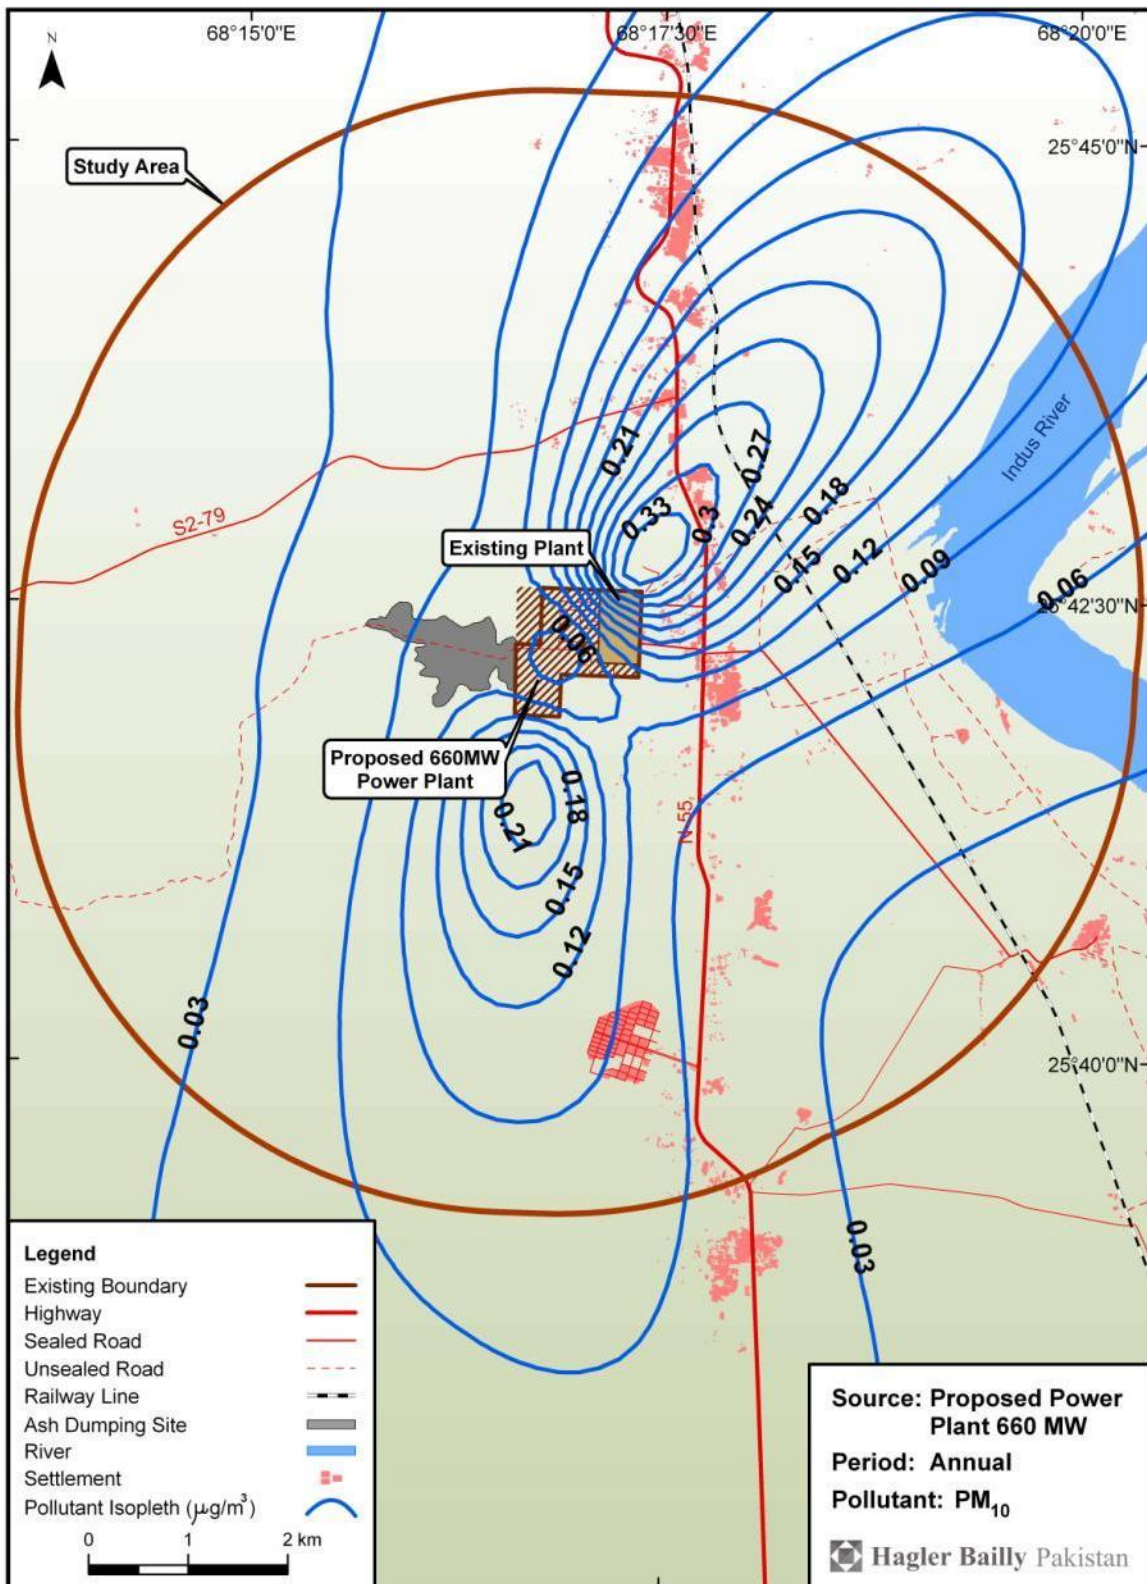 68°15'0"E
68°17'30"E
68°20'0"E
N
25°45'0"N
Study Area
Indus River
0.21
0.27
0.33
0.3
0.24
0.18
S2-79
Existing Plant
0.15
0.12
0.09
0.06
25°42'30"N
0.06
Proposed 660MW
Power Plant
0.18
0.21
N-55
0.15
0.12
0.03
25°40'0"N
0.03
Legend
Existing Boundary
Highway
Sealed Road
Unsealed Road
Railway Line
Ash Dumping Site
River
Settlement
Pollutant Isopleth (µg/m³)
0 1 2 km
Source: Proposed Power
Plant 660 MW
Period: Annual
Pollutant: PM₁₀
Hagler Bailly Pakistan